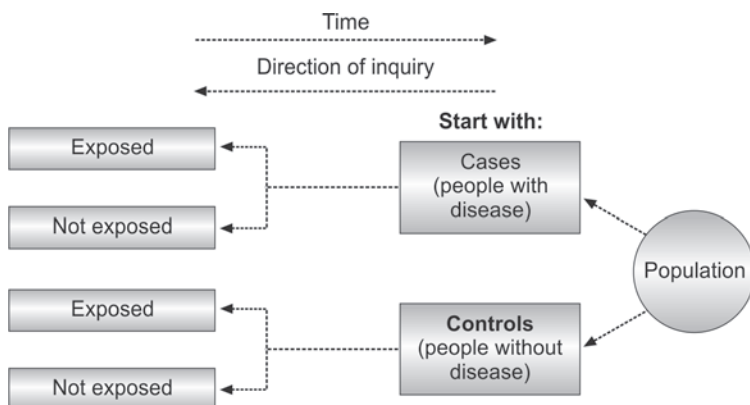 Time
Direction of inquiry
Start with:
Exposed
Cases
(people with
disease)
Not exposed
Population
Exposed
Controls
(people without
disease)
Not exposed